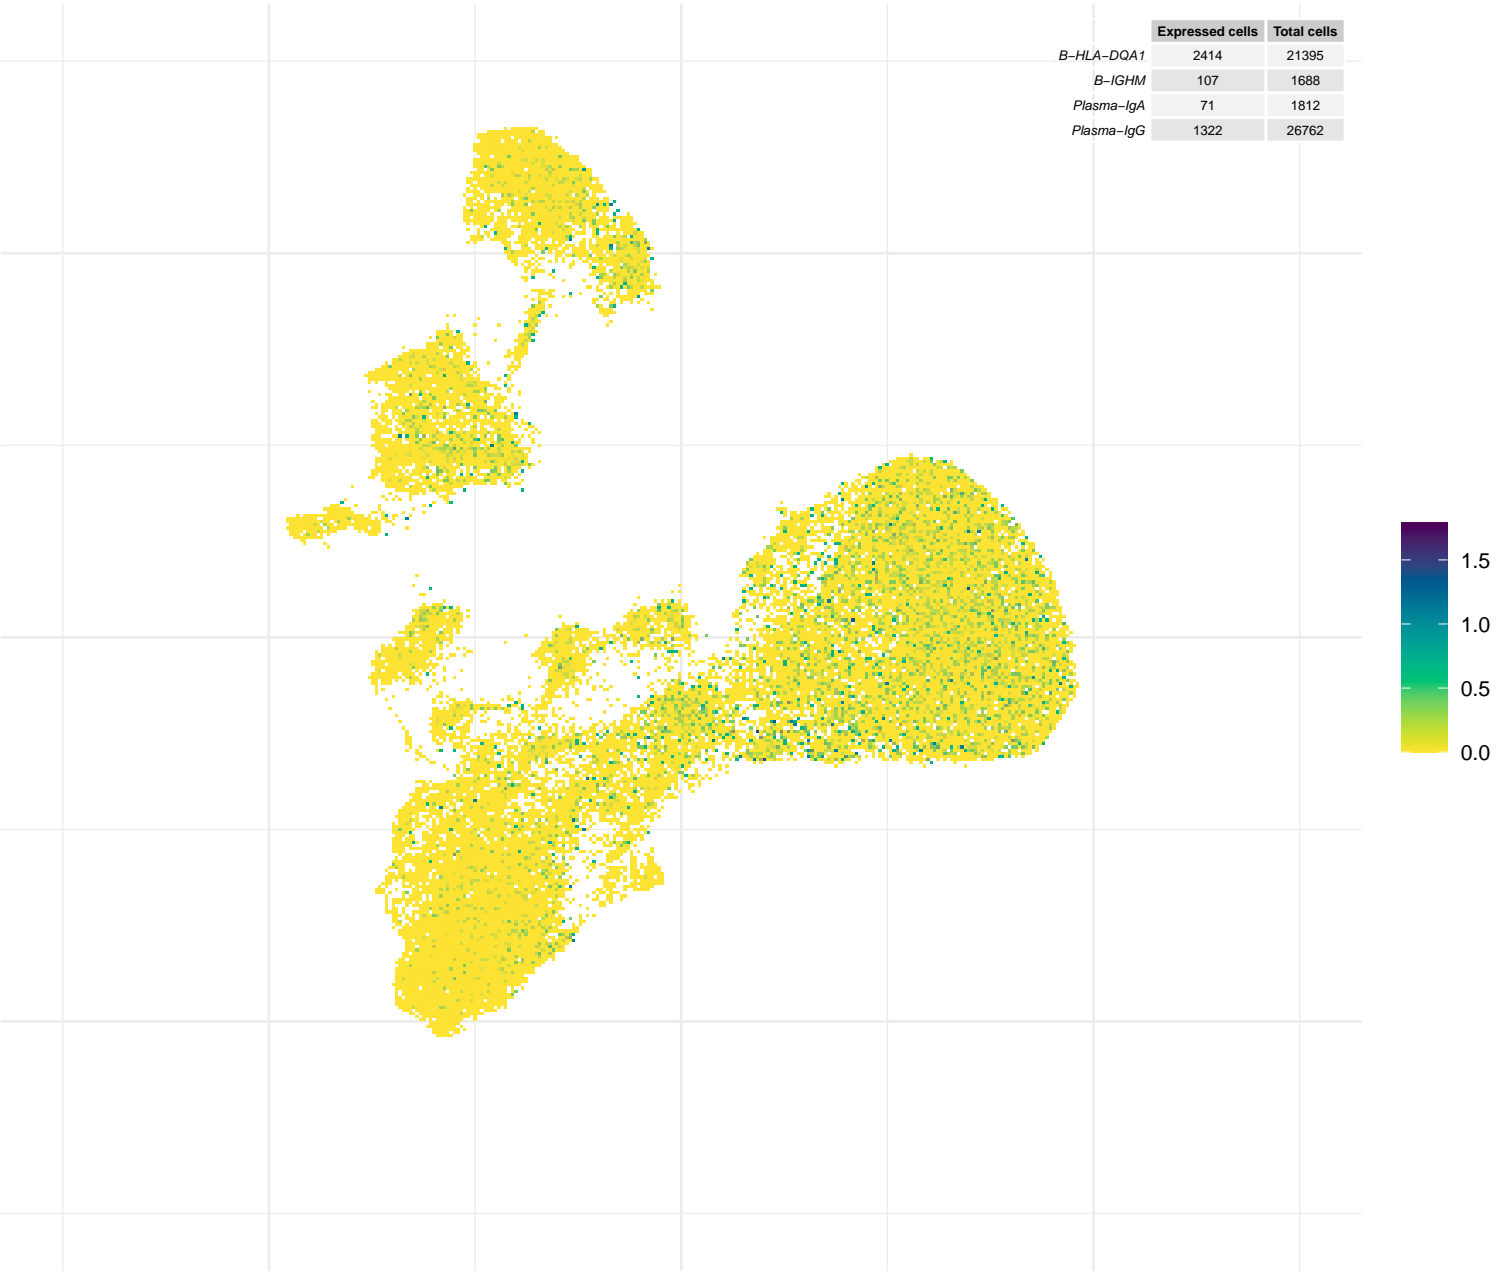 Expressed cells Total cells
B-HLA-DQA1 2414 21395
B-IGHM 107 1688
Plasma-IgA 71 1812
Plasma-IgG 1322 26762
1.5
1.0
0.5
0.0